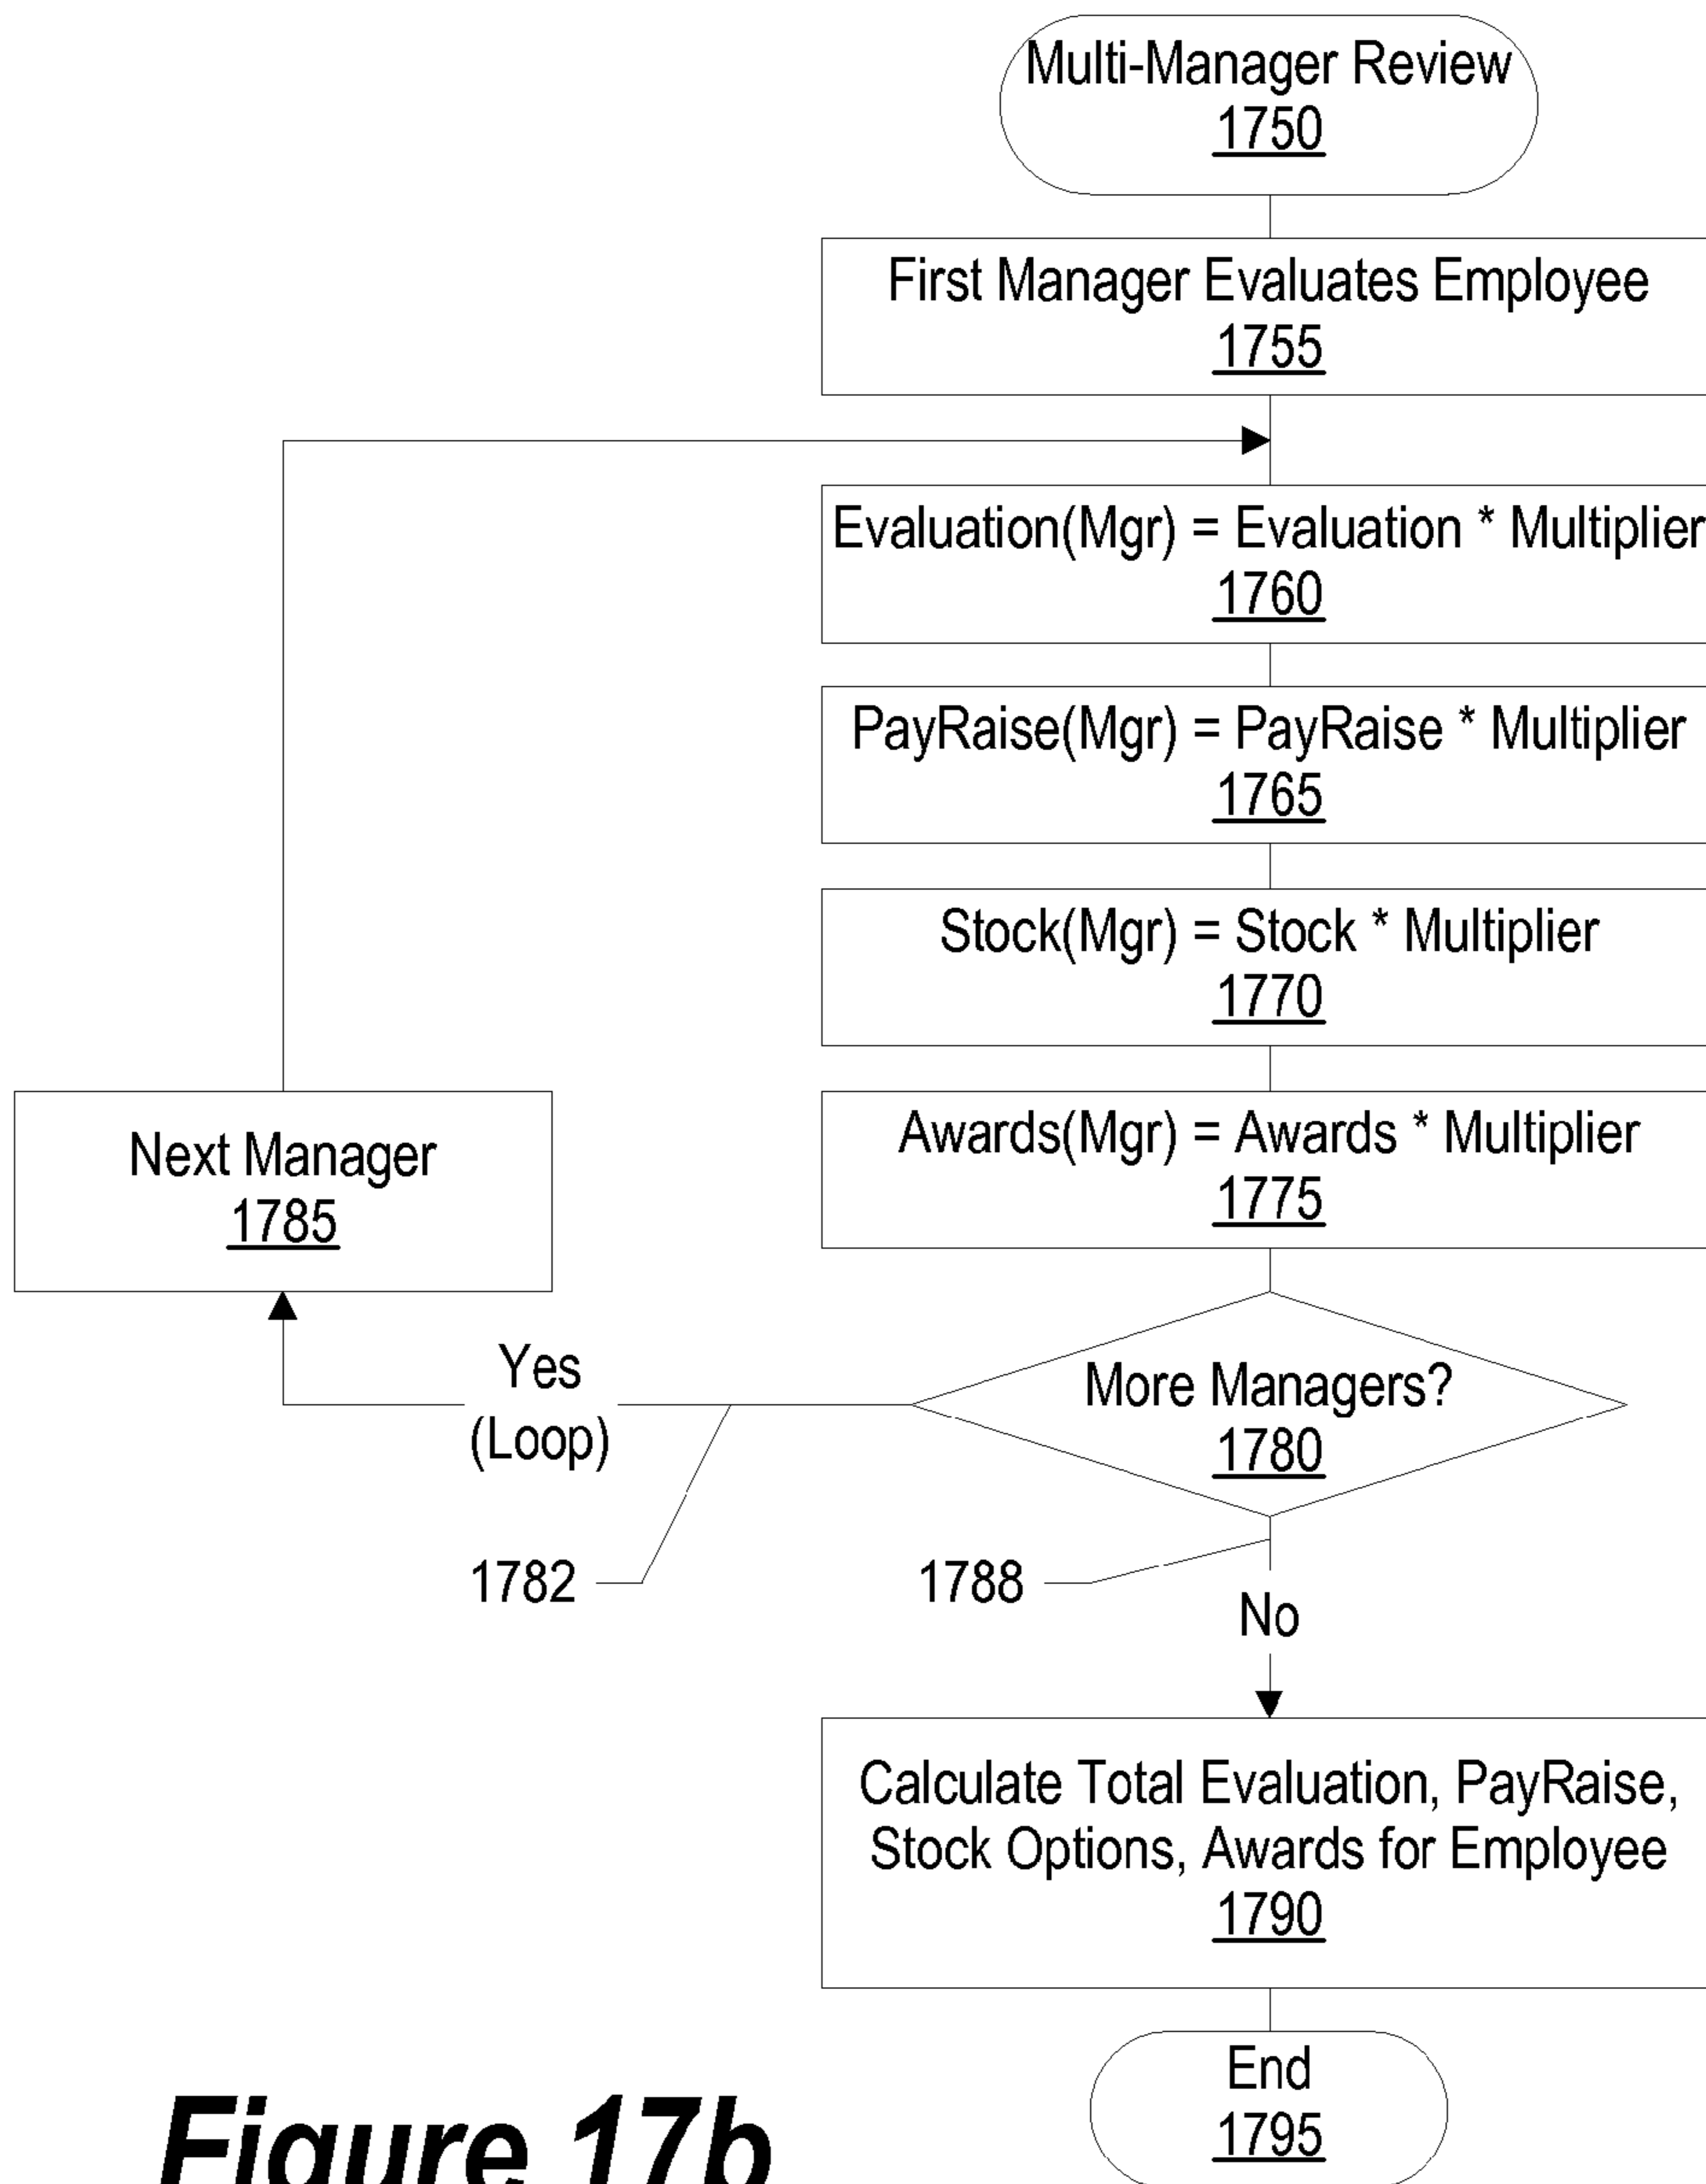 Multi-Manager Review
1750
First Manager Evaluates Employee
1755
Evaluation(Mgr) = Evaluation * Multiplier
1760
PayRaise(Mgr) = PayRaise * Multiplier
1765
Stock(Mgr) = Stock * Multiplier
1770
Awards(Mgr) = Awards * Multiplier
1775
Next Manager
1785
More Managers?
1780
Yes
(Loop)
1782
1788
No
Calculate Total Evaluation, PayRaise,
Stock Options, Awards for Employee
1790
End
1795
Figure 17b